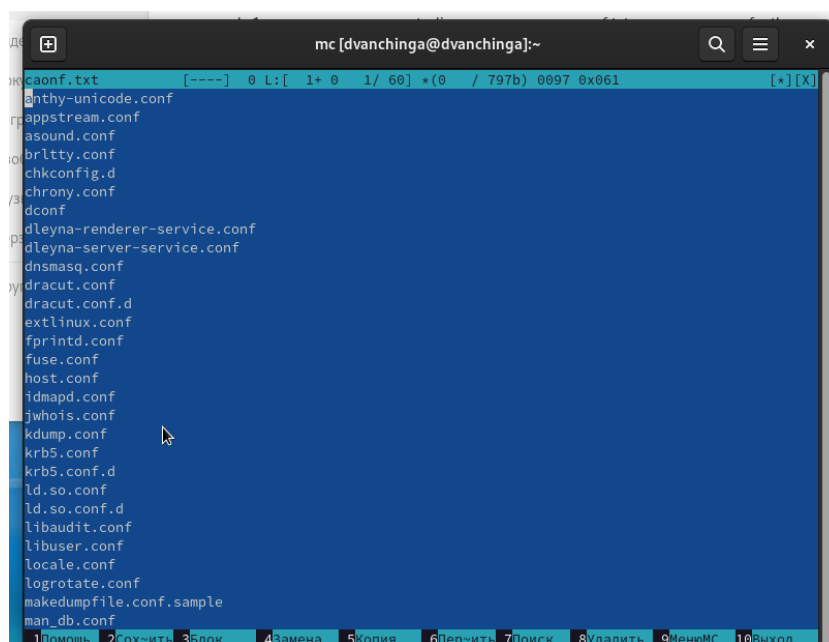 mc [dvanchinga@dvanchinga]:~
caonf.txt [----] 0 L:[ 1+ 0 1/ 60] *(0 / 797b) 0097 0x061 [*][X]
anthy-unicode.conf
appstream.conf
asound.conf
brltty.conf
chkconfig.d
chrony.conf
dconf
dleyna-renderer-service.conf
dleyna-server-service.conf
dnsmasq.conf
dracut.conf
dracut.conf.d
extlinux.conf
fprintd.conf
fuse.conf
host.conf
idmapd.conf
jwhois.conf
kdump.conf
krb5.conf
krb5.conf.d
ld.so.conf
ld.so.conf.d
libaudit.conf
libuser.conf
locale.conf
logrotate.conf
makedumpfile.conf.sample
man_db.conf
1Помощь 2Сох~ить 3Блок 4Замена 5Копия 6Пер~ить 7Поиск 8Удалить 9МенюMC 10Выход